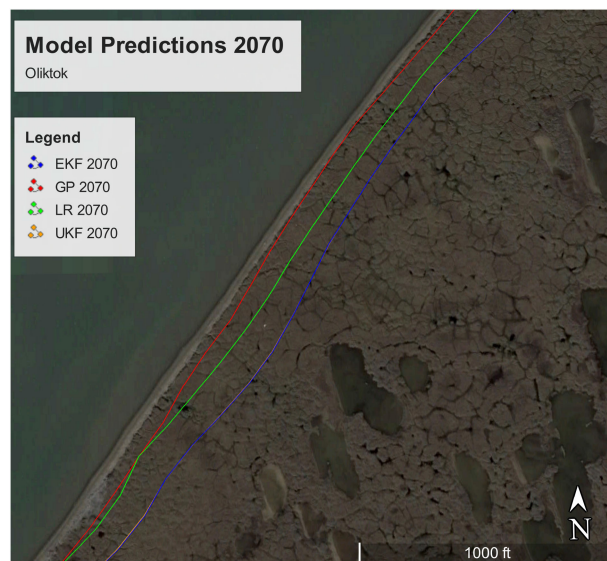 Model Predictions 2070
Oliktok
Legend
EKF 2070
GP 2070
LR 2070
UKF 2070
N
1000 ft